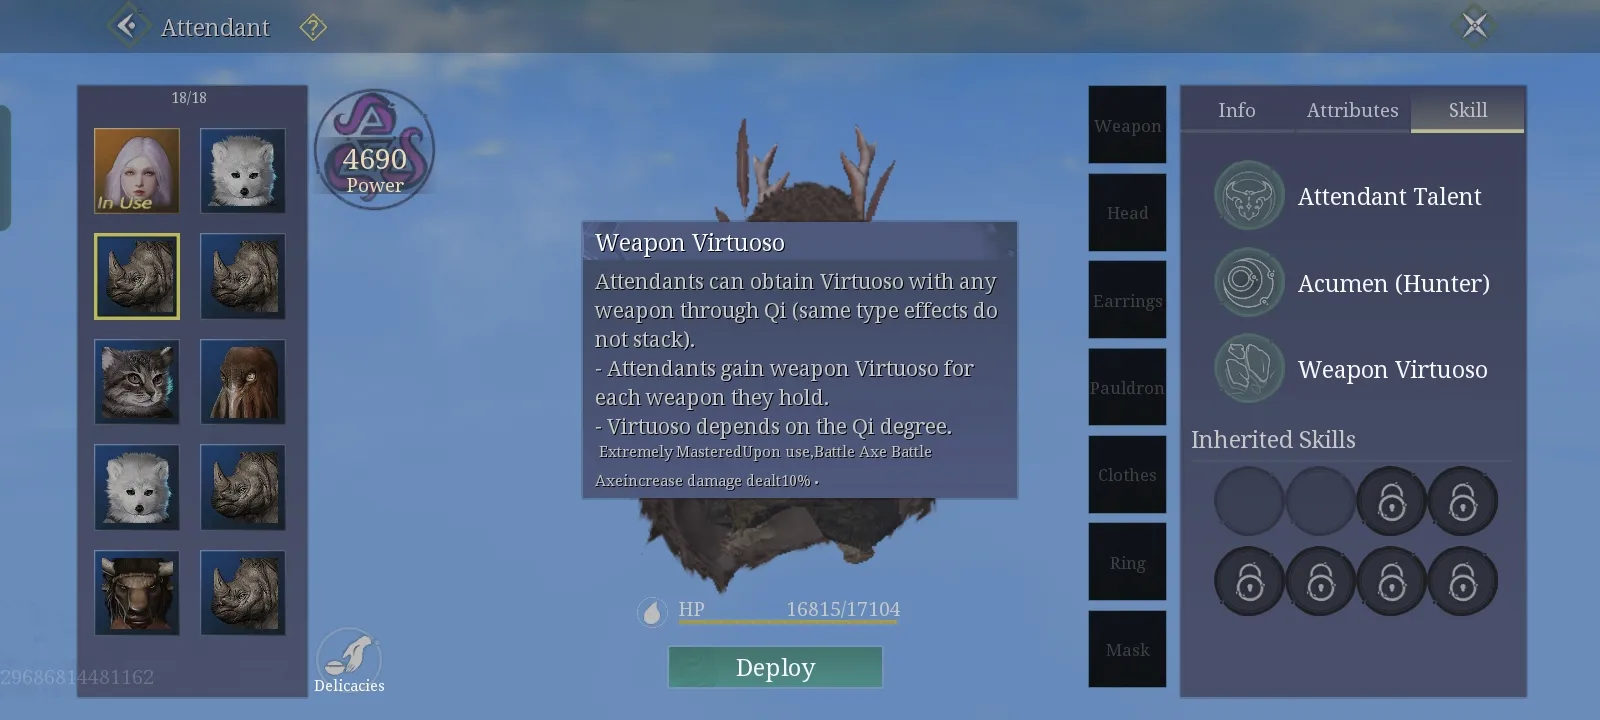 Attendant
?
18/18
In Use
4690
Power
Weapon
Head
Earrings
Pauldron
Clothes
Ring
Mask
Info
Attributes
Skill
Attendant Talent
Acumen (Hunter)
Weapon Virtuoso
Inherited Skills
Weapon Virtuoso
Attendants can obtain Virtuoso with any
weapon through Qi (same type effects do
not stack).
- Attendants gain weapon Virtuoso for
each weapon they hold.
- Virtuoso depends on the Qi degree.
Extremely MasteredUpon use,Battle Axe Battle
Axeincrease damage dealt10% .
HP
16815/17104
Deploy
Delicacies
29686814481162